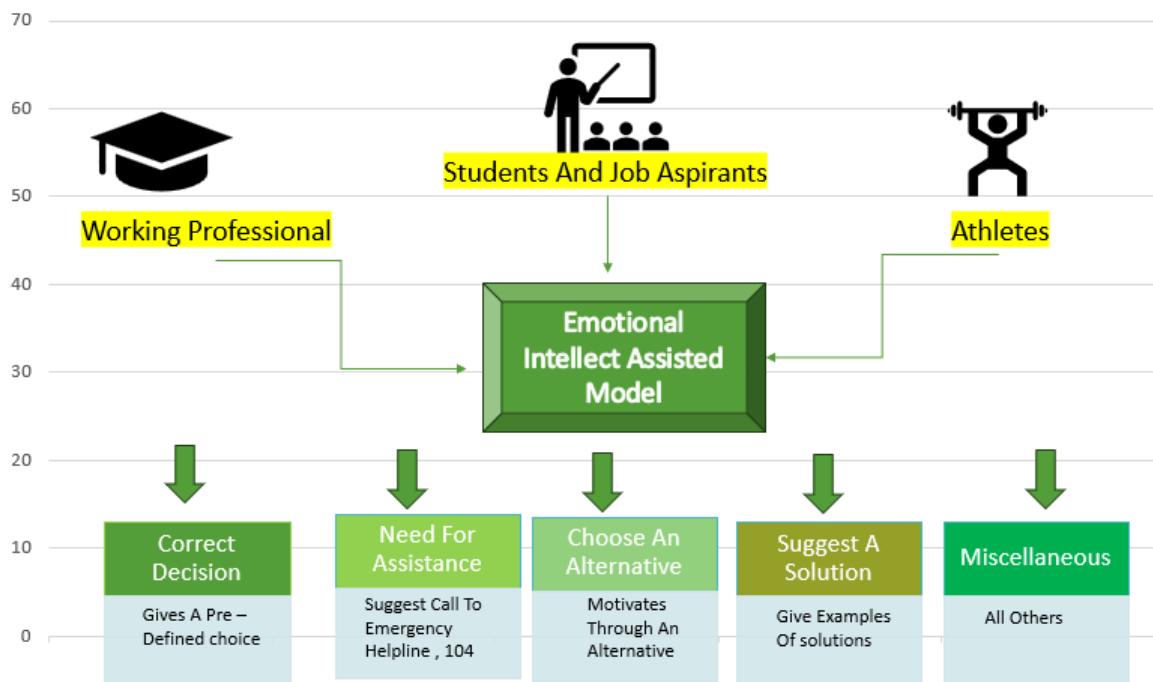 70
60
50
40
30
20
10
0
Students And Job Aspirants
Working Professional
Athletes
Emotional
Intellect Assisted
Model
Correct
Decision
Gives A Pre –
Defined choice
Need For
Assistance
Suggest Call To
Emergency
Helpline , 104
Choose An
Alternative
Motivates
Through An
Alternative
Suggest A
Solution
Give Examples
Of solutions
Miscellaneous
All Others